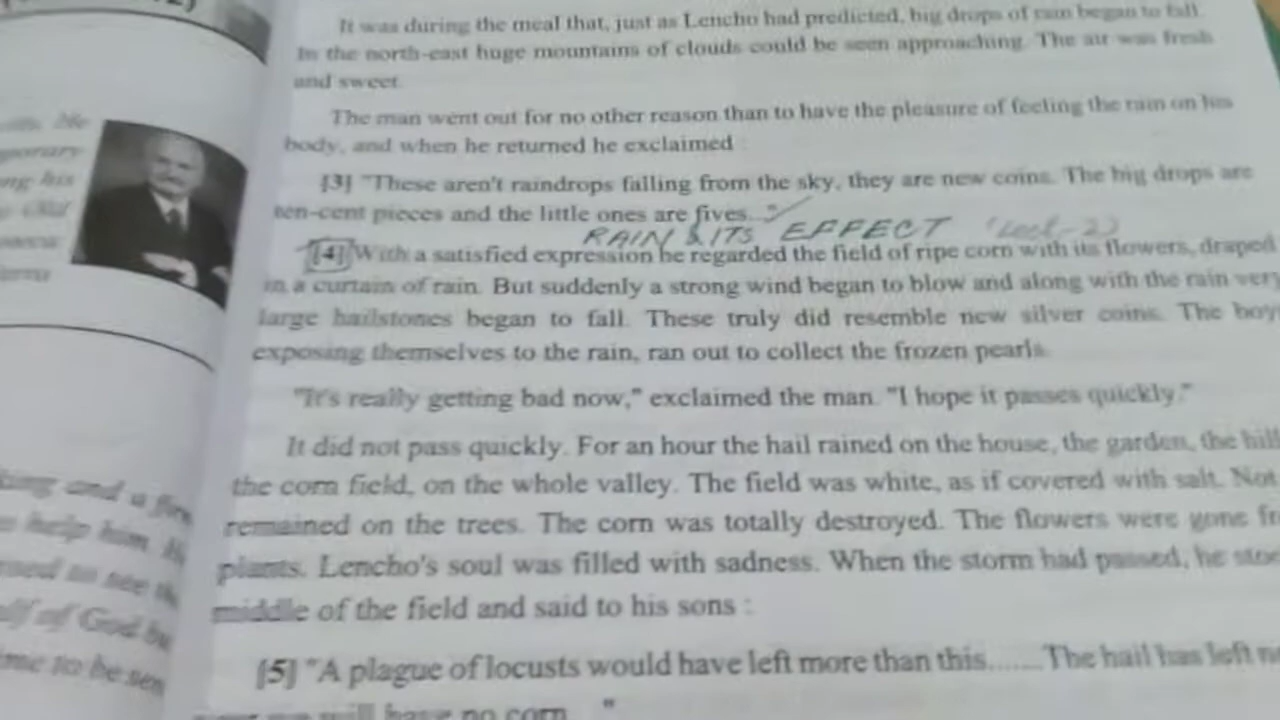 It was during the meal that, just as Lencho had predicted, big drops of rain began to fall.
In the north-east huge mountains of clouds could be seen approaching. The air was fresh
and sweet.
The man went out for no other reason than to have the pleasure of feeling the rain on his
body, and when he returned he exclaimed :
[3] "These aren't raindrops falling from the sky, they are new coins. The big drops are
ten-cent pieces and the little ones are fives..."
RAIN & ITS EFFECT
[4] With a satisfied expression he regarded the field of ripe corn with its flowers, draped
in a curtain of rain. But suddenly a strong wind began to blow and along with the rain very
large hailstones began to fall. These truly did resemble new silver coins. The boy
exposing themselves to the rain, ran out to collect the frozen pearls.
"It's really getting bad now," exclaimed the man. "I hope it passes quickly."
It did not pass quickly. For an hour the hail rained on the house, the garden, the hill
the corn field, on the whole valley. The field was white, as if covered with salt. Not
remained on the trees. The corn was totally destroyed. The flowers were gone fr
plants. Lencho's soul was filled with sadness. When the storm had passed, he stoo
middle of the field and said to his sons :
[5] "A plague of locusts would have left more than this...... The hail has left
will have no corn "
help him
to see
of God
me to be sen